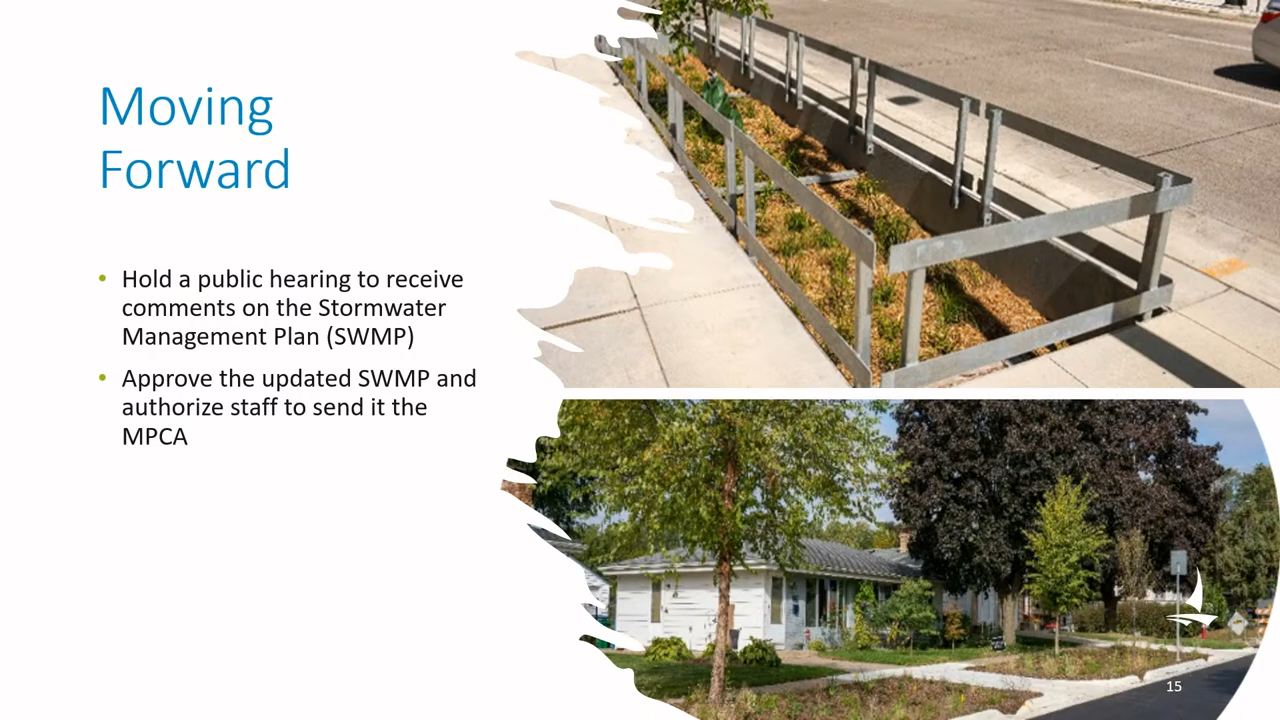 Moving
Forward
• Hold a public hearing to receive
comments on the Stormwater
Management Plan (SWMP)
• Approve the updated SWMP and
authorize staff to send it the
MPCA
15